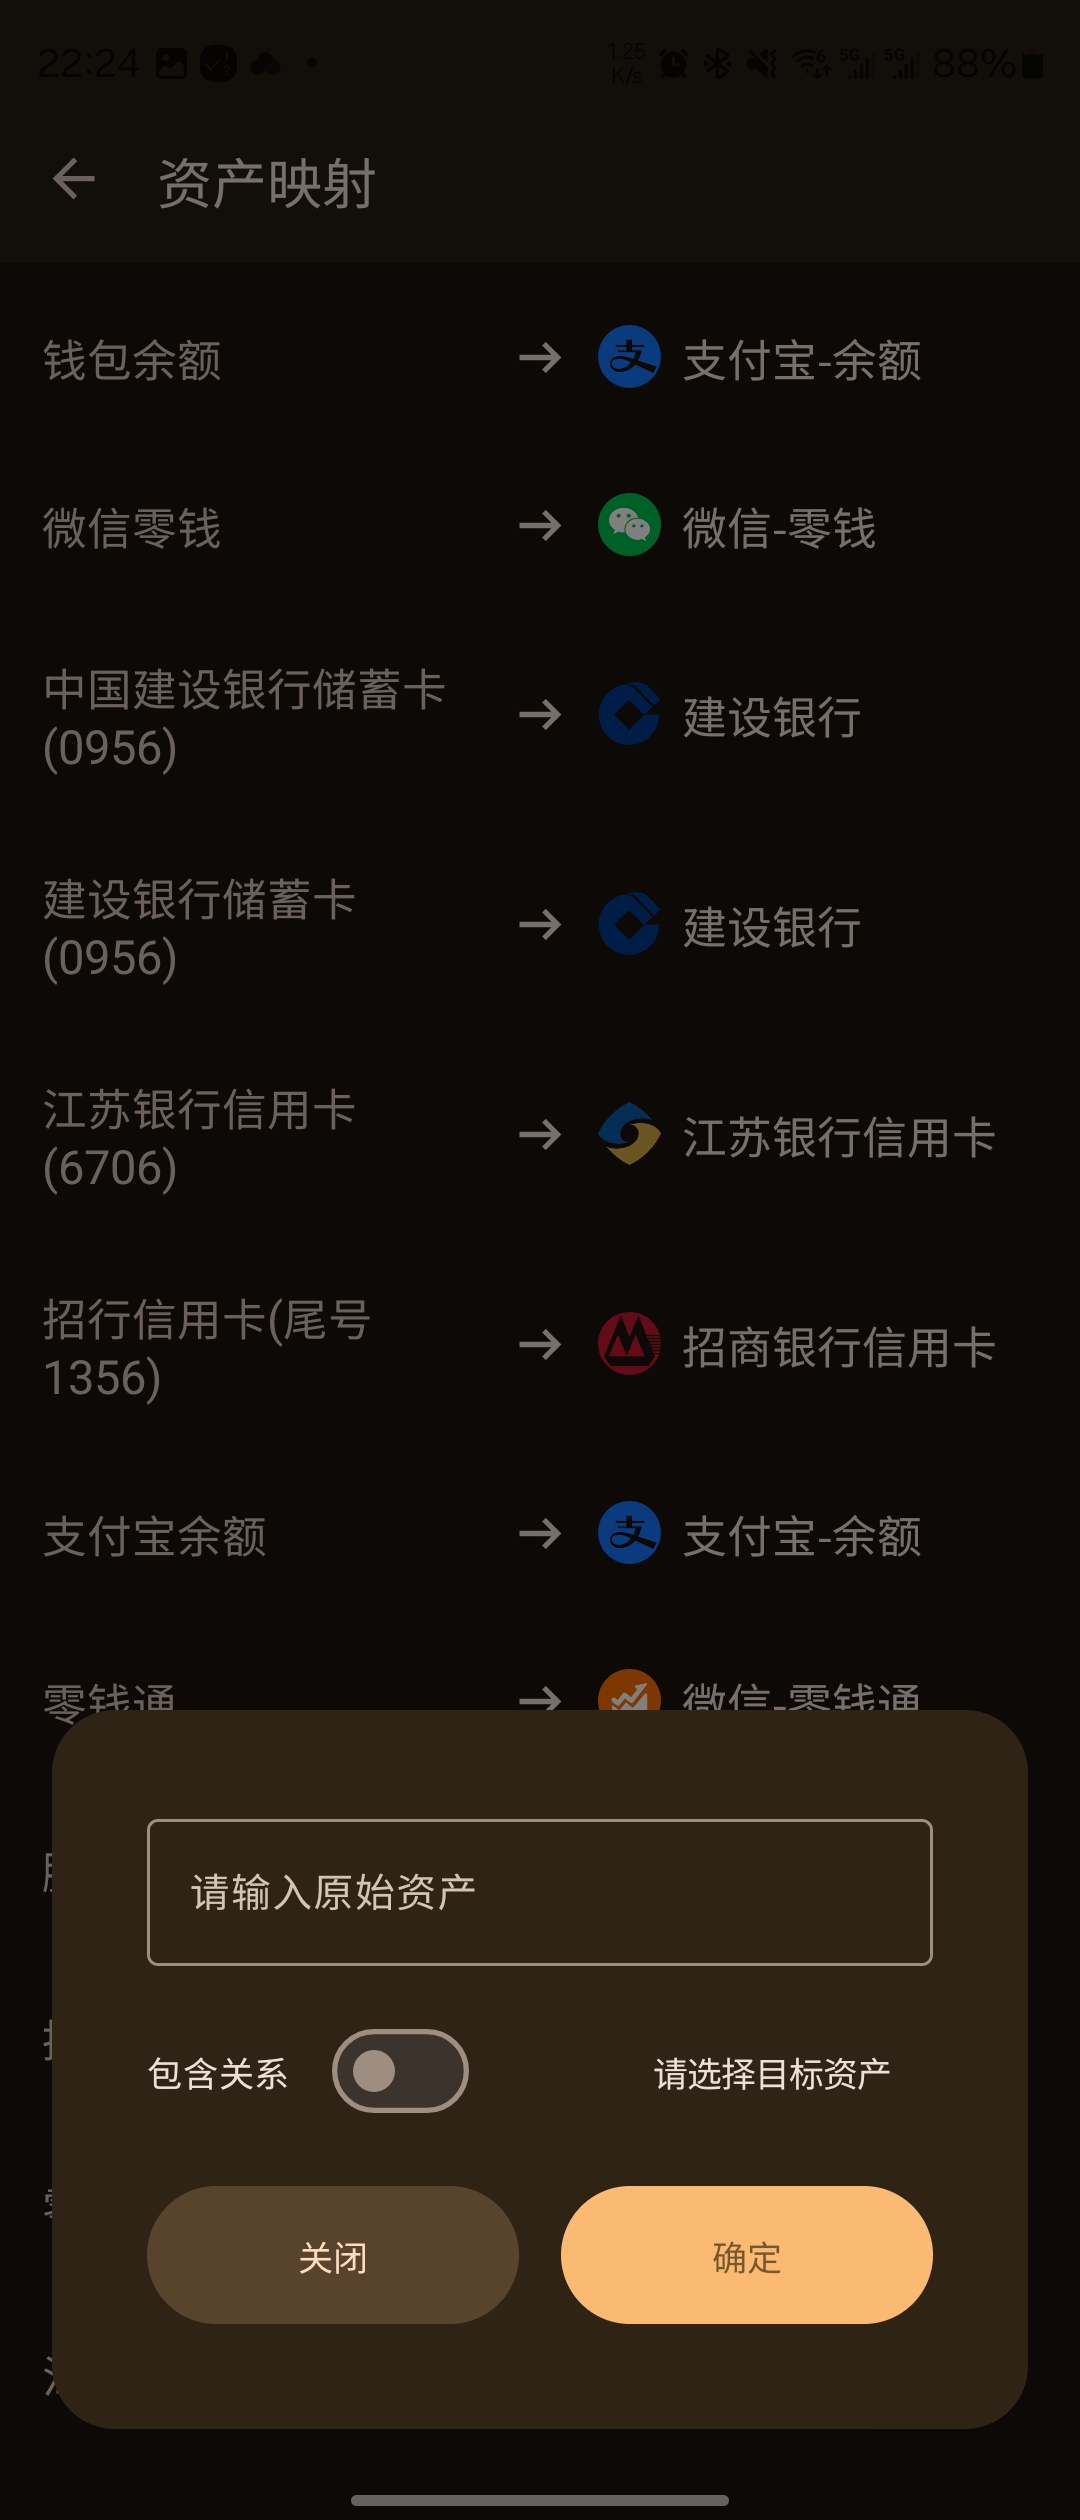 22:24
1.25
K/s
6
5G
5G
88%
资产映射
钱包余额
支付宝-余额
微信零钱
微信-零钱
中国建设银行储蓄卡
(0956)
建设银行
建设银行储蓄卡
(0956)
建设银行
江苏银行信用卡
(6706)
江苏银行信用卡
招行信用卡(尾号
1356)
招商银行信用卡
支付宝余额
支付宝-余额
零钱通
微信-零钱通
请输入原始资产
包含关系
请选择目标资产
关闭
确定